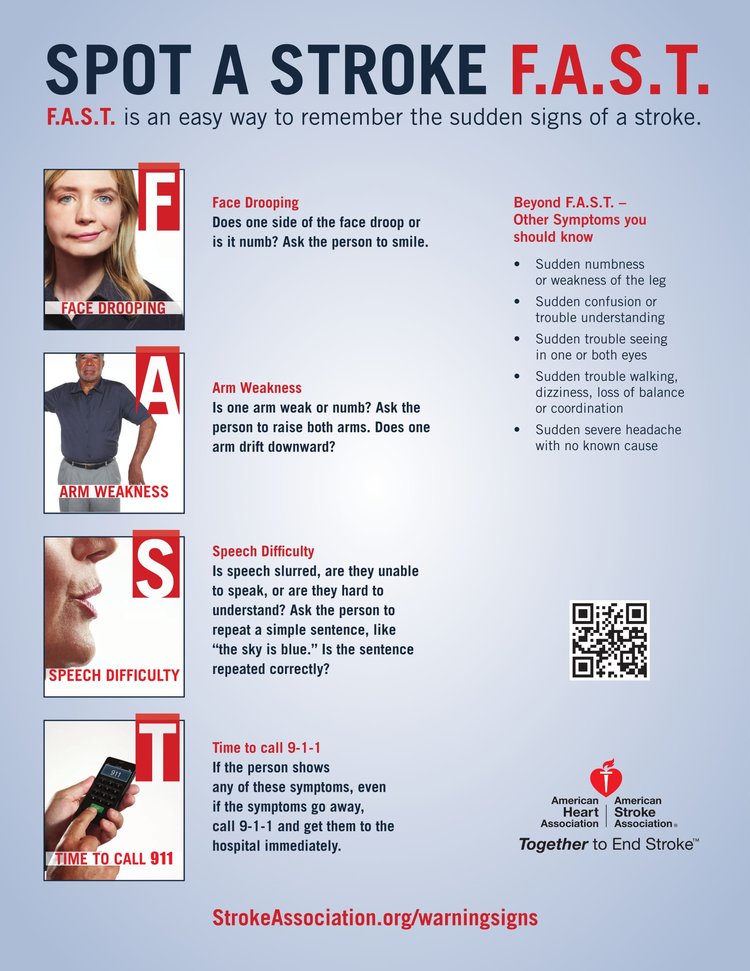 SPOT A STROKE F.A.S.T.
F.A.S.T. is an easy way to remember the sudden signs of a stroke.
F
FACE DROOPING
Face Drooping
Does one side of the face droop or
is it numb? Ask the person to smile.
A
ARM WEAKNESS
Arm Weakness
Is one arm weak or numb? Ask the
person to raise both arms. Does one
arm drift downward?
S
SPEECH DIFFICULTY
Speech Difficulty
Is speech slurred, are they unable
to speak, or are they hard to
understand? Ask the person to
repeat a simple sentence, like
“the sky is blue.” Is the sentence
repeated correctly?
T
911
TIME TO CALL 911
Time to call 9-1-1
If the person shows
any of these symptoms, even
if the symptoms go away,
call 9-1-1 and get them to the
hospital immediately.
Beyond F.A.S.T. –
Other Symptoms you
should know
• Sudden numbness
or weakness of the leg
• Sudden confusion or
trouble understanding
• Sudden trouble seeing
in one or both eyes
• Sudden trouble walking,
dizziness, loss of balance
or coordination
• Sudden severe headache
with no known cause
American
Heart
Association
American
Stroke
Association®
Together to End Stroke™
StrokeAssociation.org/warningsigns